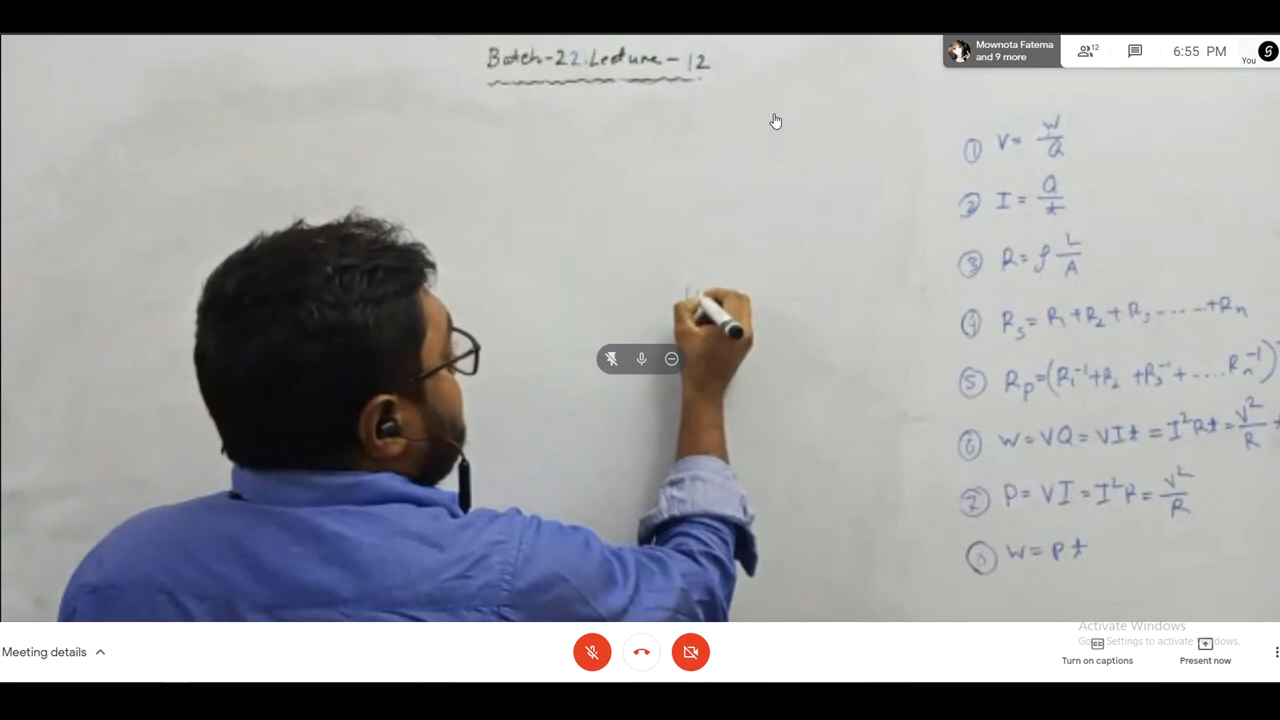 Batch-22. Lecture-12
Mownota Fatema
and 9 more
12
6:55 PM
You
① V = W/Q
② I = Q/t
③ R = ρ L/A
④ Rs = R1 + R2 + R3 ...... + Rn
⑤ Rp = (R1^-1 + R2 + R3^-1 + .... Rn^-1)
⑥ W = VQ = VIt = I²Rt = V²/R t
⑦ P = VI = I²R = V²/R
⑧ W = Pt
Activate Windows
Go to Settings to activate Windows.
Meeting details
Turn on captions
Present now